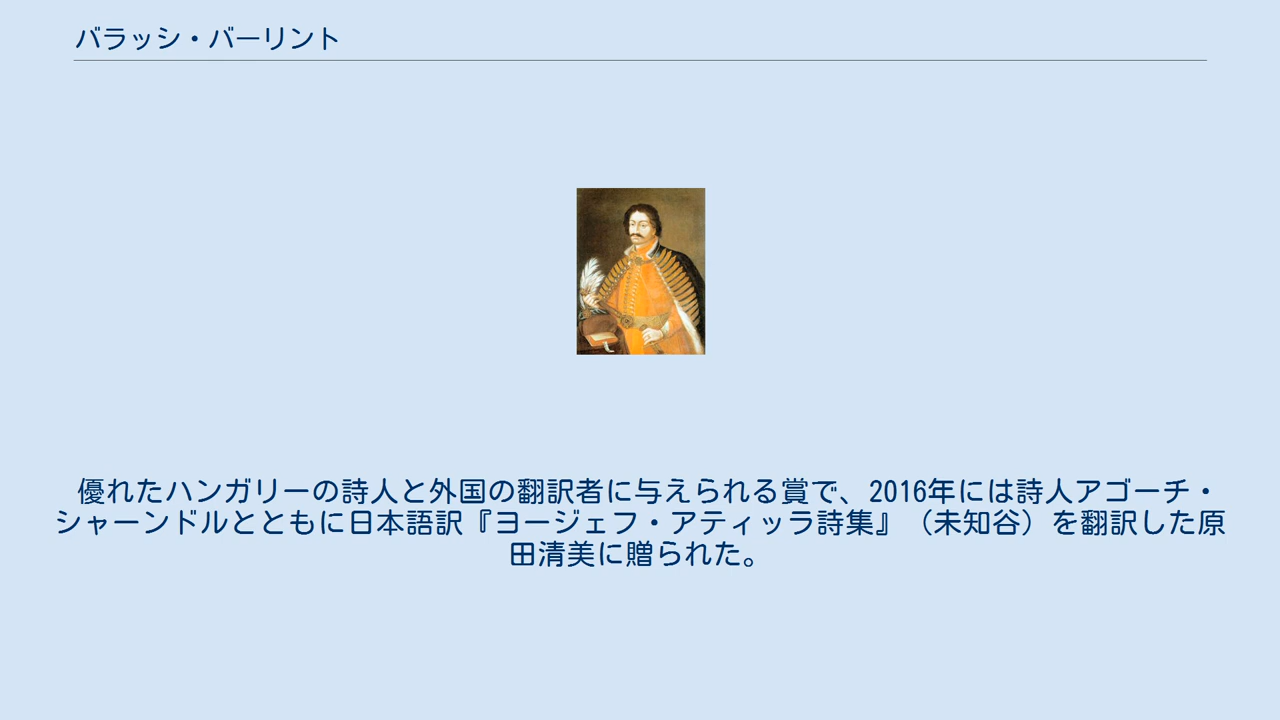 バラッシ・バーリント
優れたハンガリーの詩人と外国の翻訳者に与えられる賞で、2016年には詩人アゴーチ・
シャーンドルとともに日本語訳『ヨージェフ・アティッラ詩集』（未知谷）を翻訳した原
田清美に贈られた。